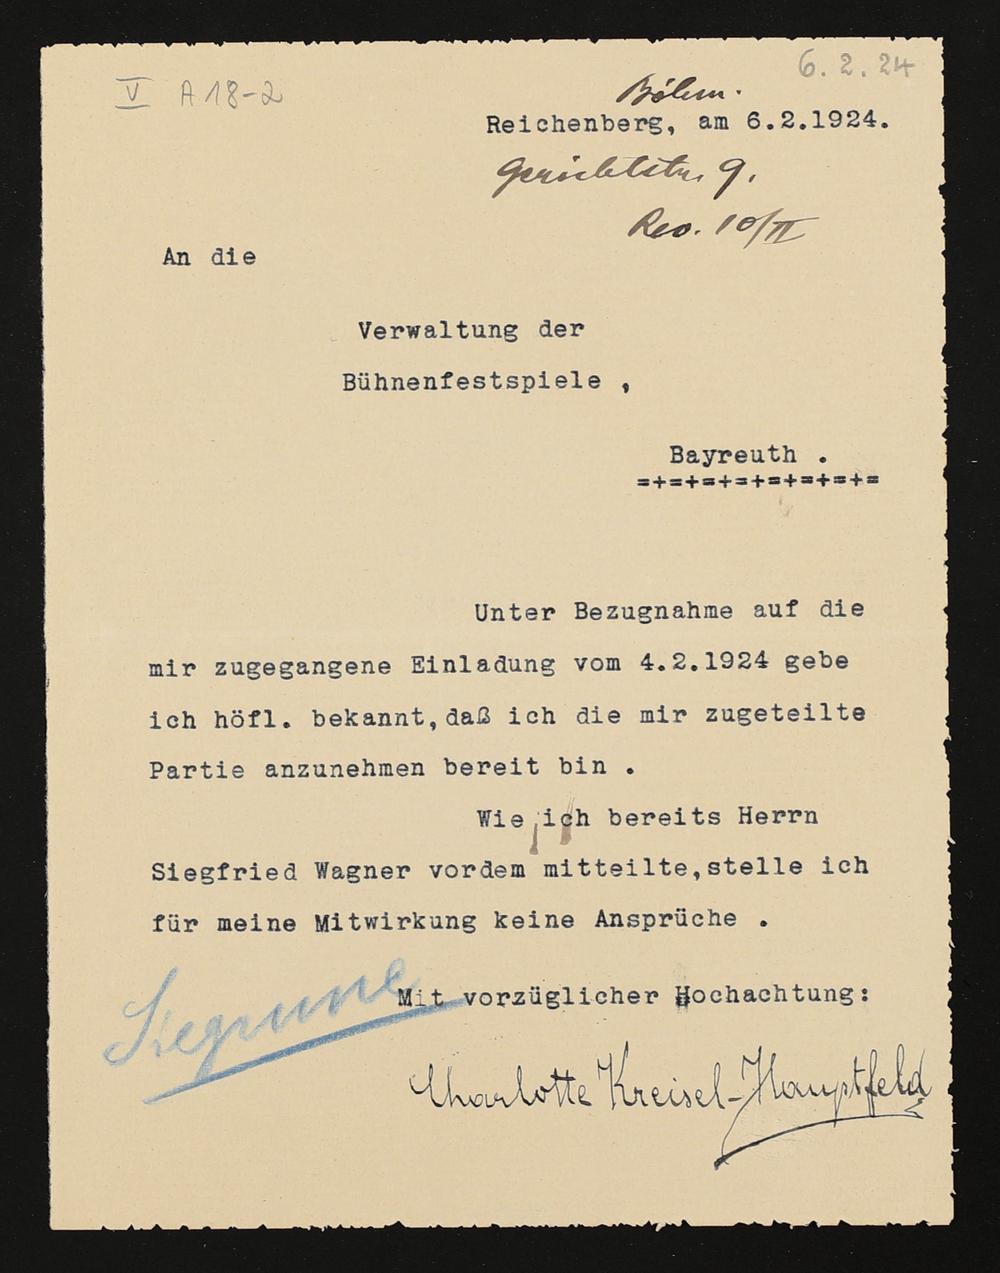 V A 18-2
6. 2. 24
Böhm.
Reichenberg, am 6.2.1924.
Gerichtstr. 9.
10/II
An die
Verwaltung der
Bühnenfestspiele ,
Bayreuth .
=+=+=+=+=+=+=+=
Unter Bezugnahme auf die
mir zugegangene Einladung vom 4.2.1924 gebe
ich höfl. bekannt,daß ich die mir zugeteilte
Partie anzunehmen bereit bin .
Wie ich bereits Herrn
Siegfried Wagner vordem mitteilte,stelle ich
für meine Mitwirkung keine Ansprüche .
Mit vorzüglicher Hochachtung:
Siegrune
Charlotte Kreisel-Hauptfeld